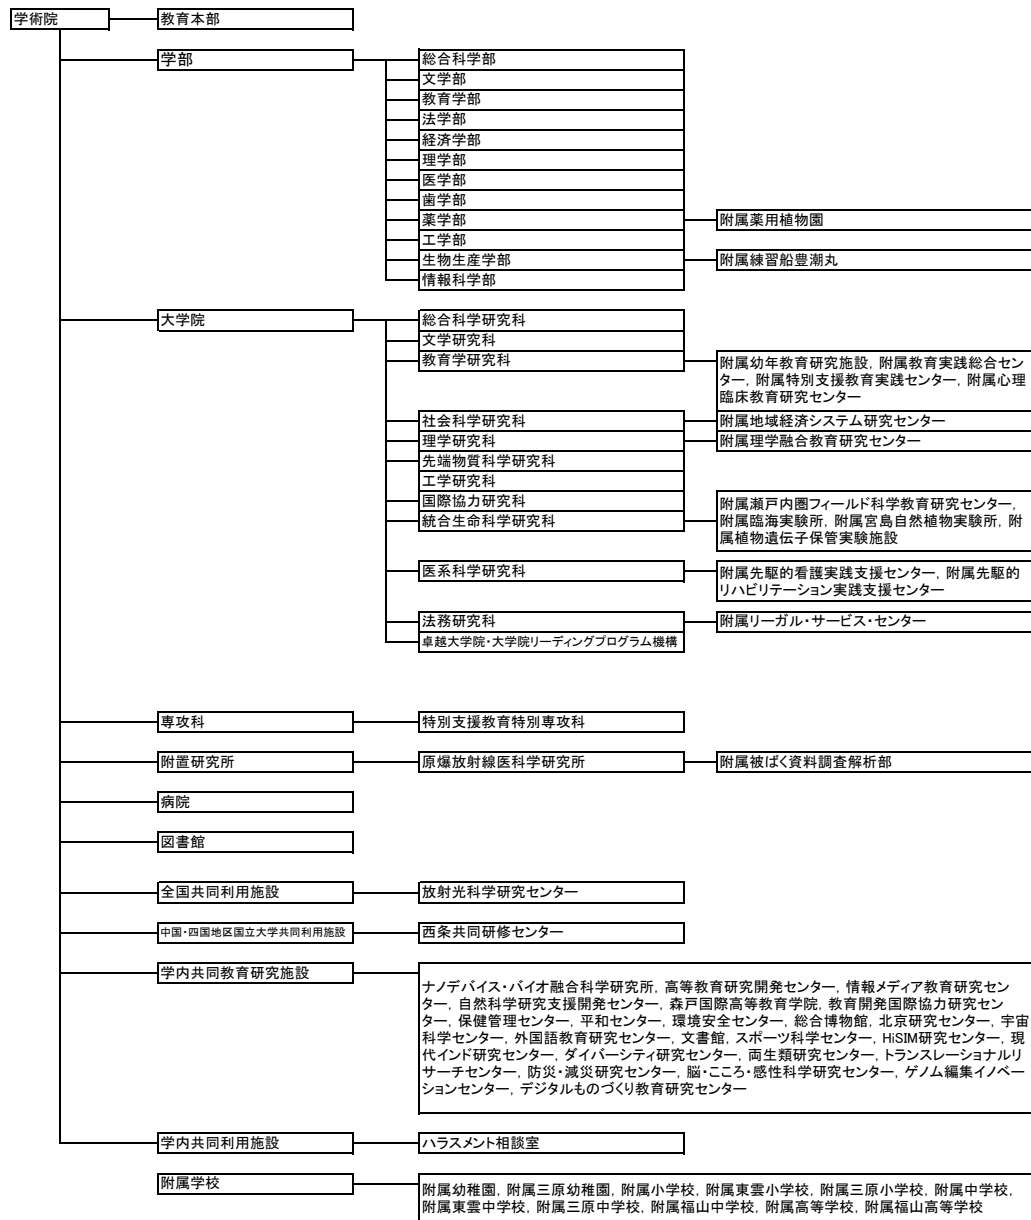 学術院
教育本部
学部
総合科学部
文学部
教育学部
法学部
経済学部
理学部
医学部
歯学部
薬学部
附属薬用植物園
工学部
生物生産学部
附属練習船豊潮丸
情報科学部
大学院
総合科学研究科
文学研究科
教育学研究科
附属幼年教育研究施設, 附属教育実践総合セン
ター, 附属特別支援教育実践センター, 附属心理
臨床教育研究センター
社会科学研究科
附属地域経済システム研究センター
理学研究科
附属理学融合教育研究センター
先端物質科学研究科
工学研究科
国際協力研究科
統合生命科学研究科
附属瀬戸内圏フィールド科学教育研究センター,
附属臨海実験所, 附属宮島自然植物実験所, 附
属植物遺伝子保管実験施設
医系科学研究科
附属先駆的看護実践支援センター, 附属先駆的
リハビリテーション実践支援センター
法務研究科
附属リーガル・サービス・センター
卓越大学院・大学院リーディングプログラム機構
専攻科
特別支援教育特別専攻科
附置研究所
原爆放射線医科学研究所
附属被ばく資料調査解析部
病院
図書館
全国共同利用施設
放射光科学研究センター
中国・四国地区国立大学共同利用施設
西条共同研修センター
学内共同教育研究施設
ナノデバイス・バイオ融合科学研究所, 高等教育研究開発センター, 情報メディア教育研究セン
ター, 自然科学研究支援開発センター, 森戸国際高等教育学院, 教育開発国際協力研究セン
ター, 保健管理センター, 平和センター, 環境安全センター, 総合博物館, 北京研究センター, 宇宙
科学センター, 外国語教育研究センター, 文書館, スポーツ科学センター, HiSIM研究センター, 現
代インド研究センター, ダイバーシティ研究センター, 両生類研究センター, トランスレーショナルリ
サーチセンター, 防災・減災研究センター, 脳・こころ・感性科学研究センター, ゲノム編集イノベー
ションセンター, デジタルものづくり教育研究センター
学内共同利用施設
ハラスメント相談室
附属学校
附属幼稚園, 附属三原幼稚園, 附属小学校, 附属東雲小学校, 附属三原小学校, 附属中学校,
附属東雲中学校, 附属三原中学校, 附属福山中学校, 附属高等学校, 附属福山高等学校